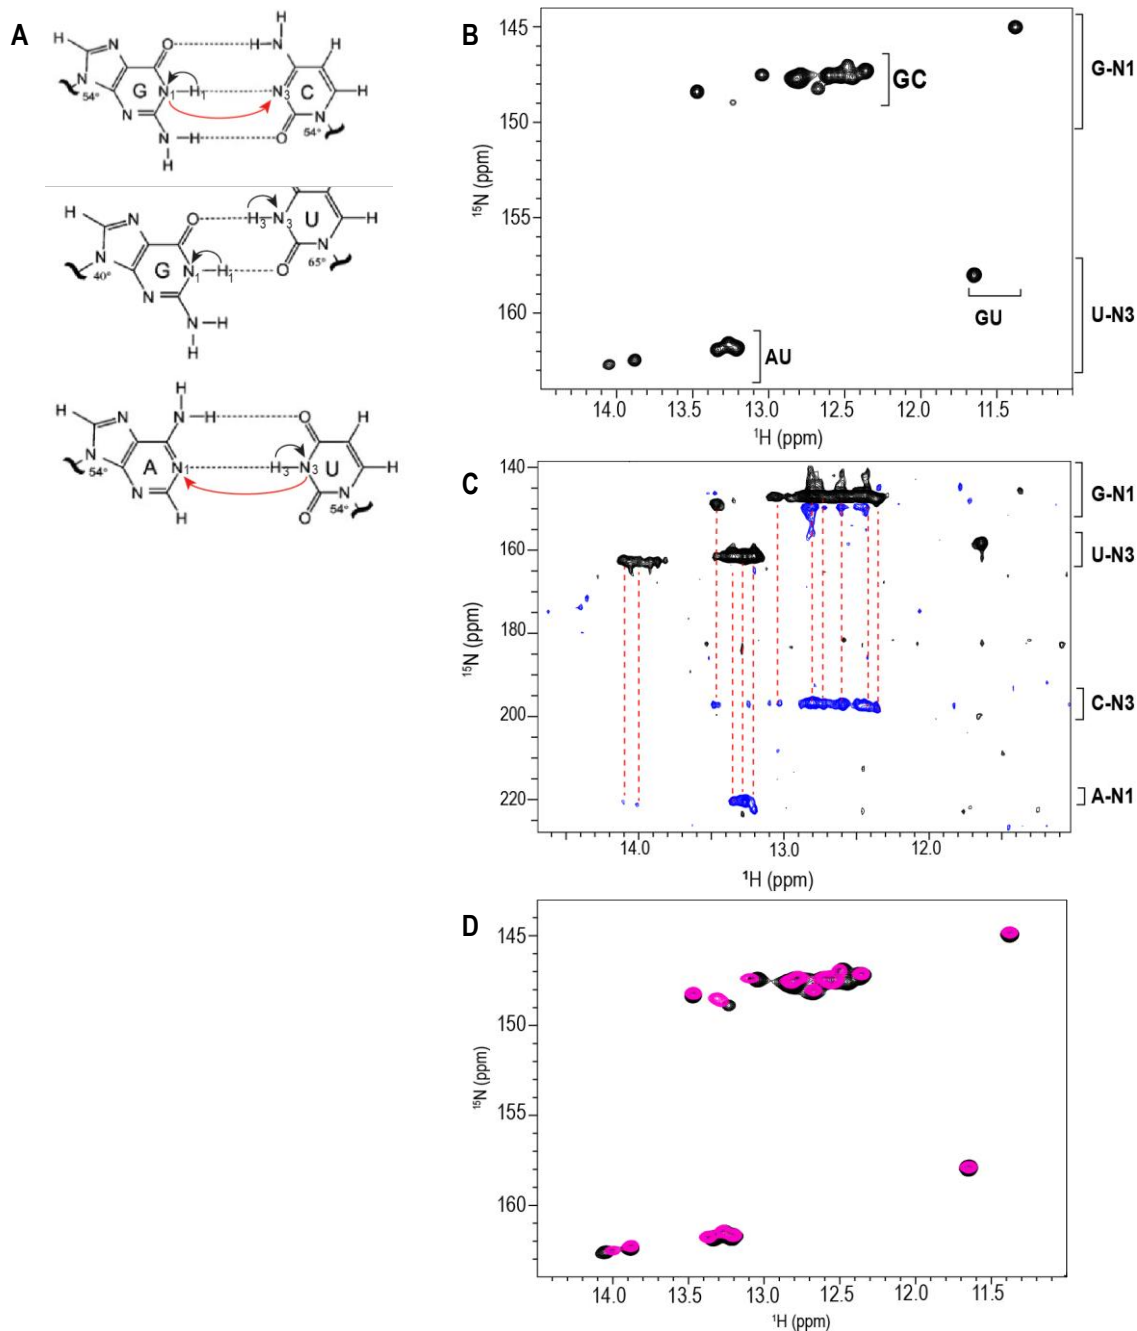 A
H N O H N H H
G N1 H1 N3 C H
N 54° N O N 54°
N H H
H N O H3 N3 U H
G N1 H1 O N 65°
N 40° N
N H H
H
H N N H O H
A N1 H3 N3 U H
N 54° N O N 54°
H
B
145
150
155
160
15N (ppm)
GC
AU
GU
G-N1
U-N3
14.0 13.5 13.0 12.5 12.0 11.5
1H (ppm)
C
140
160
180
200
220
15N (ppm)
G-N1
U-N3
C-N3
A-N1
14.0 13.0 12.0
1H (ppm)
D
145
150
155
160
15N (ppm)
14.0 13.5 13.0 12.5 12.0 11.5
1H (ppm)